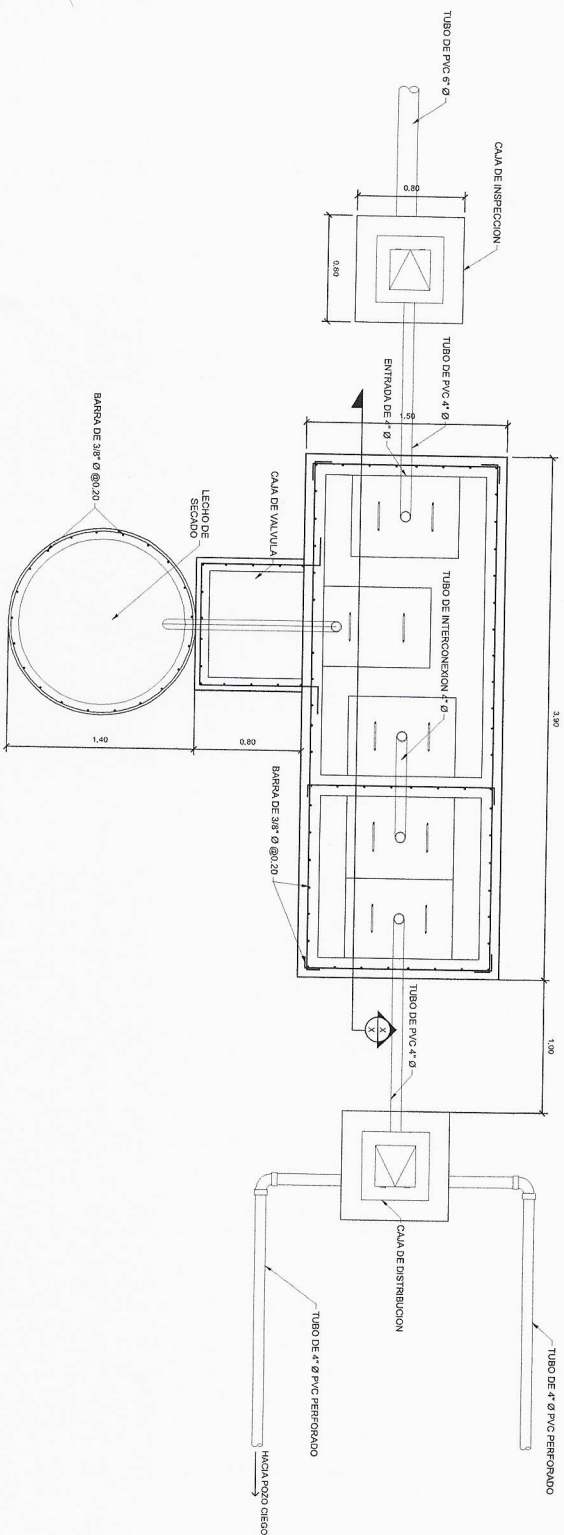 TUBO DE PVC 6" Ø
CAJA DE INSPECCION
0.80
0.80
TUBO DE PVC 4" Ø
ENTRADA DE 4" Ø
1.50
3.90
TUBO DE INTERCONEXION 4" Ø
CAJA DE VALVULA
LECHO DE
SECADO
BARRA DE 3/8" Ø @0.20
1.40
0.80
BARRA DE 3/8" Ø @0.20
X
X
TUBO DE PVC 4" Ø
1.00
CAJA DE DISTRIBUCION
TUBO DE 4" Ø PVC PERFORADO
TUBO DE 4" Ø PVC PERFORADO
HACIA POZO CIEGO